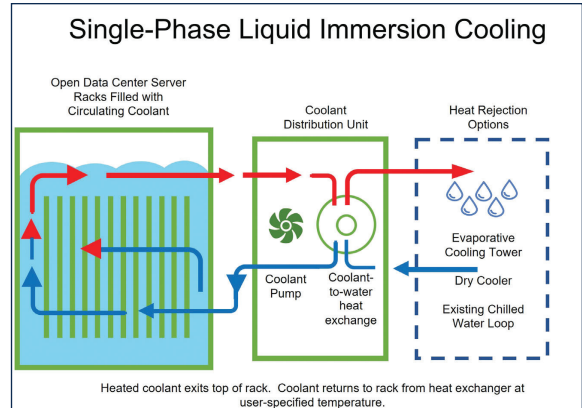 Single-Phase Liquid Immersion Cooling
Open Data Center Server
Racks Filled with
Circulating Coolant
Coolant
Distribution Unit
Heat Rejection
Options
Coolant
Pump
Coolant-
to-water
heat
exchange
Evaporative
Cooling Tower
Dry Cooler
Existing Chilled
Water Loop
Heated coolant exits top of rack. Coolant returns to rack from heat exchanger at
user-specified temperature.